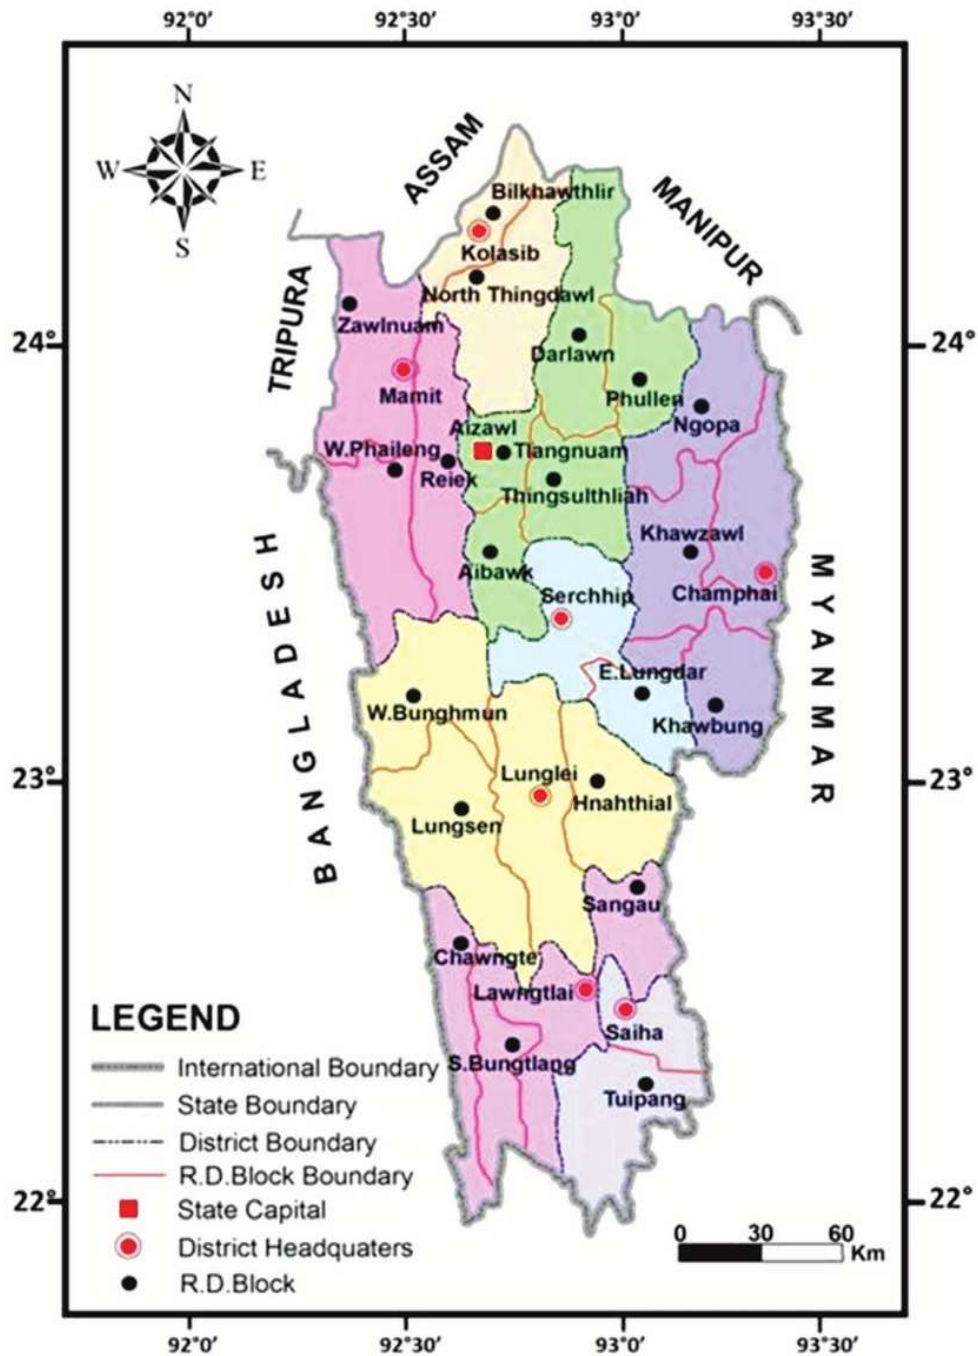 92°0'
92°30'
93°0'
93°30'
N
W
E
S
ASSAM
MANIPUR
TRIPURA
BANGLADESH
MYANMAR
24°
24°
23°
23°
22°
22°
Bilkhawthlir
Kolasib
North Thingdawl
Zawlnuam
Darlawn
Mamit
Phullen
Ngopa
Aizawl
W.Phaileng
Tlangnuam
Reiek
Thingsulthliah
Khawzawl
Aibawk
Champhai
Serchhip
E.Lungdar
W.Bunghmun
Khawbung
Lunglei
Hnahthial
Lungsen
Sangau
Chawngte
Lawngtlai
Saiha
S.Bungtlang
Tuipang
LEGEND
International Boundary
State Boundary
District Boundary
R.D.Block Boundary
State Capital
District Headquaters
R.D.Block
0 30 60
Km
92°0'
92°30'
93°0'
93°30'